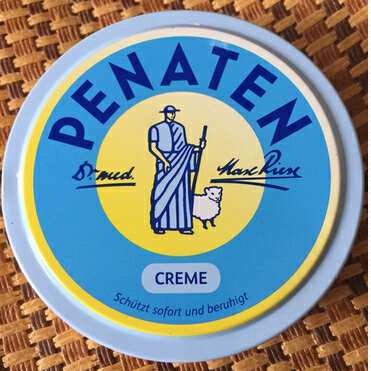 PENATEN
Dr. med. Max Riese
CREME
Schützt sofort und beruhigt